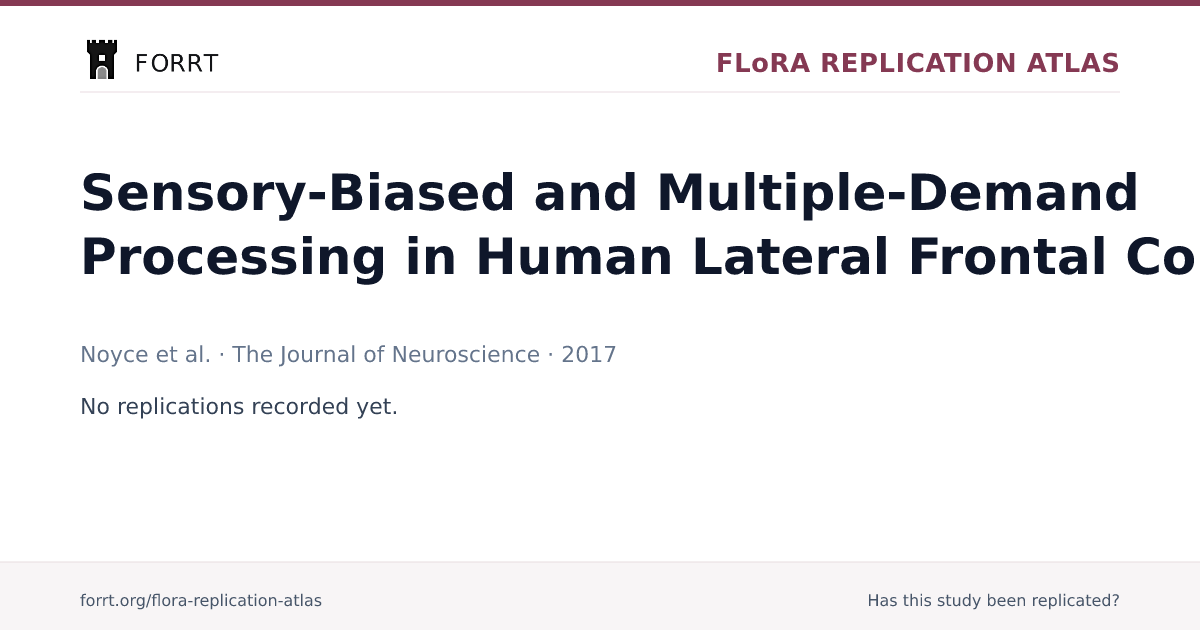 FORRT
FLoRA REPLICATION ATLAS
Sensory-Biased and Multiple-Demand
Processing in Human Lateral Frontal Co
Noyce et al. · The Journal of Neuroscience · 2017
No replications recorded yet.
forrt.org/flora-replication-atlas
Has this study been replicated?